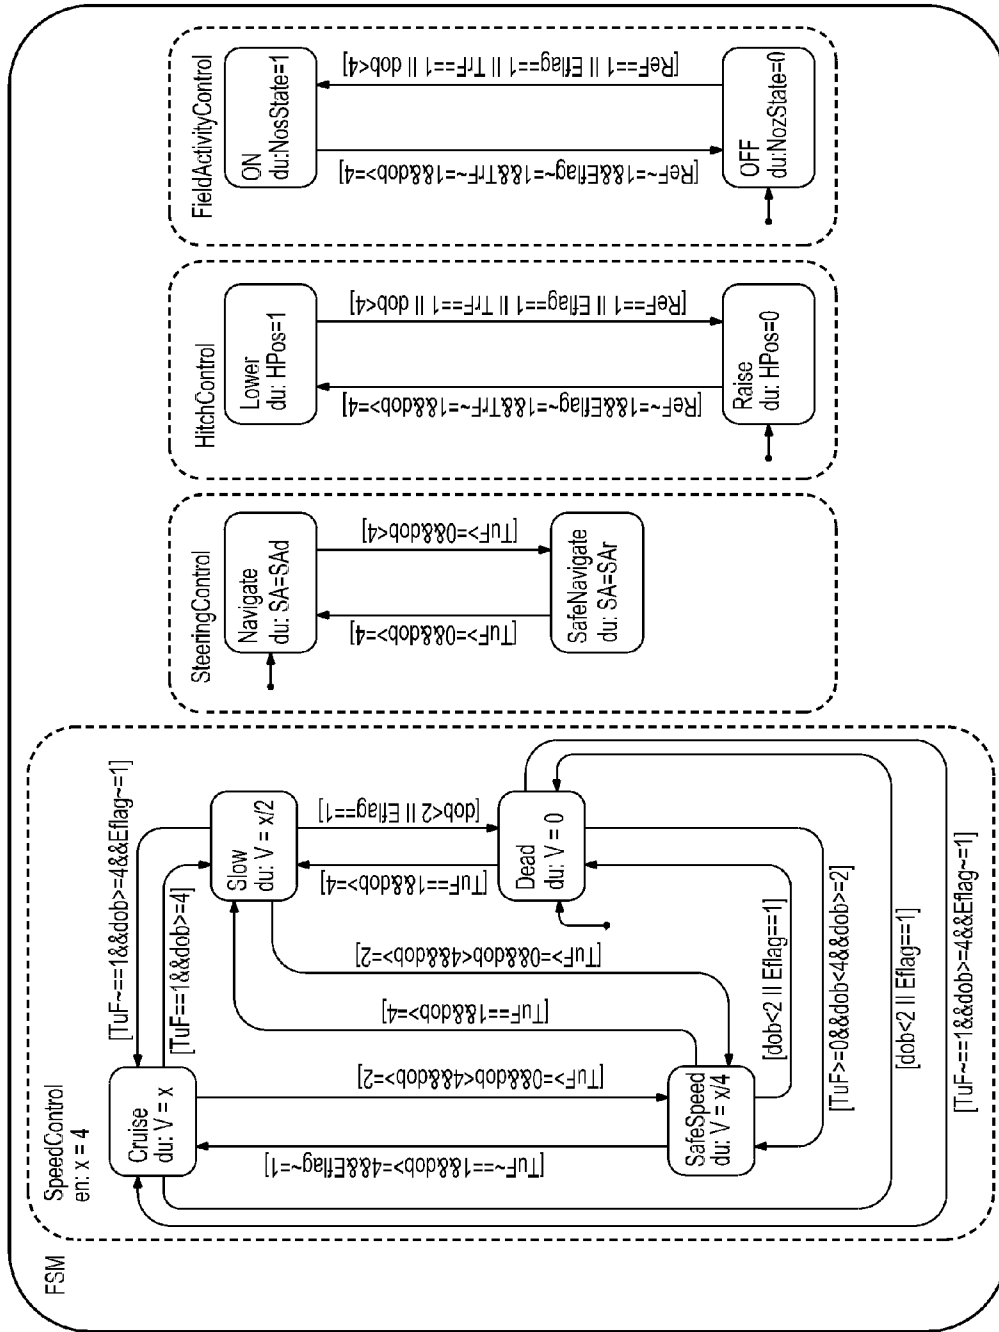 FSM
SpeedControl
en: x = 4
Cruise
du: V = x
Slow
du: V = x/2
SafeSpeed
du: V = x/4
Dead
du: V = 0
[TuF~==1&&dob>=4&&Eflag~=1]
[TuF==1&&dob>=4]
[TuF>=0&&dob<4&&dob>=2]
[TuF~==1&&dob>=4&&Eflag~=1]
[TuF==1&&dob>=4]
[TuF>=0&&dob<4&&dob>=2]
[TuF==1&&dob>=4]
[dob<2 || Eflag==1]
[dob<2 || Eflag==1]
[TuF>=0&&dob<4&&dob>=2]
[dob<2 || Eflag==1]
[TuF~==1&&dob>=4&&Eflag~=1]
SteeringControl
Navigate
du: SA=SAd
[TuF>=0&&dob>=4]
[TuF>=0&&dob<4]
SafeNavigate
du: SA=SAr
HitchControl
Lower
du: HPos=1
[ReF~=1&&Eflag~=1&&TrF~=1&&dob>=4]
[ReF==1 || Eflag==1 || TrF==1 || dob<4]
Raise
du: HPos=0
FieldActivityControl
ON
du:NosState=1
[ReF~=1&&Eflag~=1&&TrF~=1&&dob>=4]
[ReF==1 || Eflag==1 || TrF==1 || dob<4]
OFF
du:NozState=0